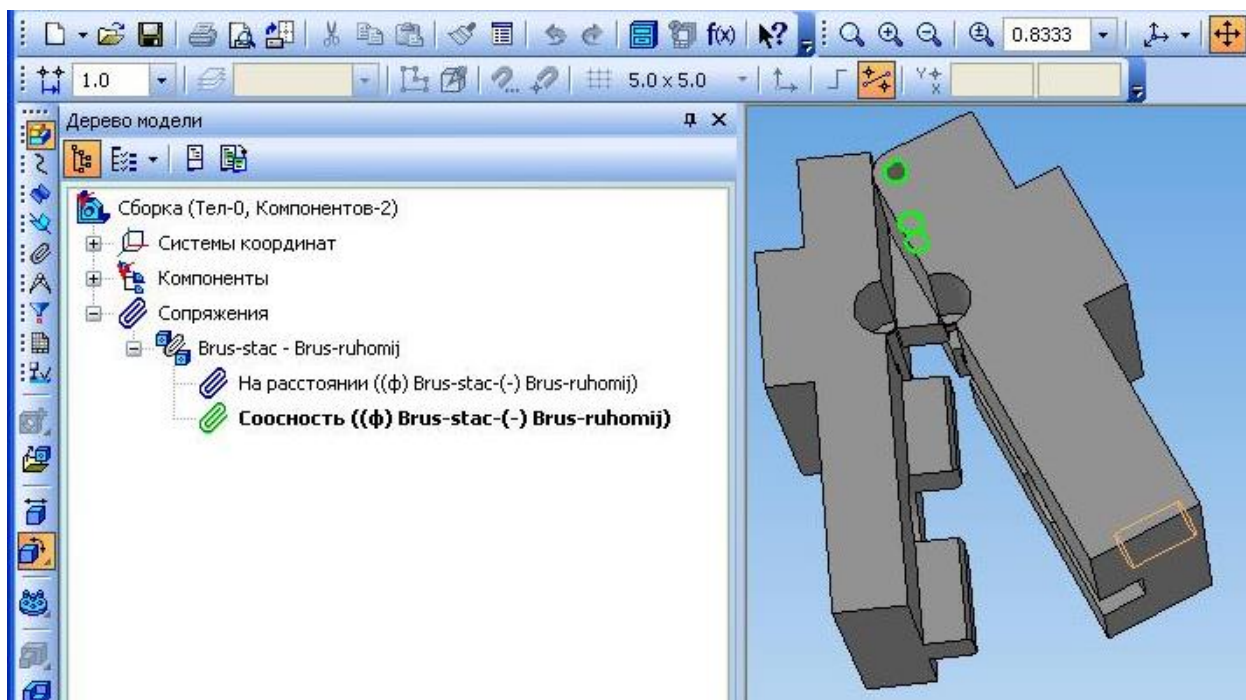 f(x)
0.8333
1.0
5.0 x 5.0
Y
X
Дерево модели
Сборка (Тел-0, Компонентов-2)
Системы координат
Компоненты
Сопряжения
Brus-stac - Brus-ruhomij
На расстоянии ((ф) Brus-stac-(-) Brus-ruhomij)
Соосность ((ф) Brus-stac-(-) Brus-ruhomij)